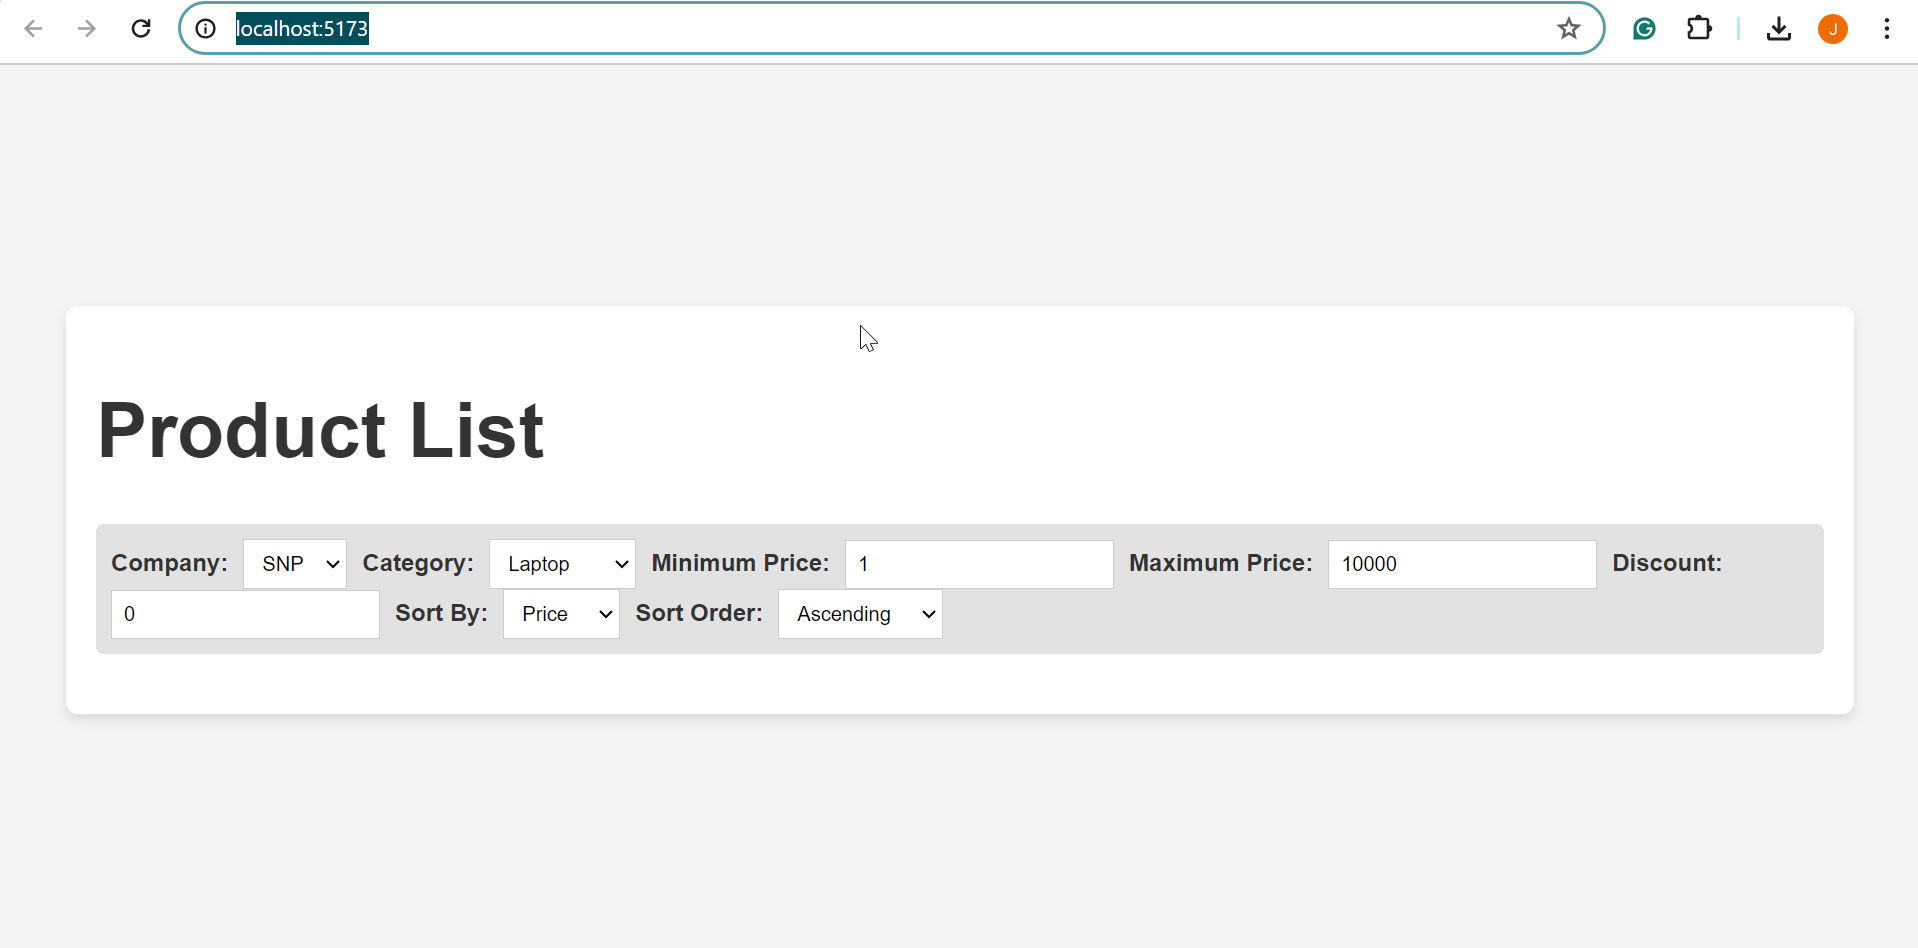 localhost:5173
J
Product List
Company: SNP Category: Laptop Minimum Price: 1 Maximum Price: 10000 Discount:
0 Sort By: Price Sort Order: Ascending